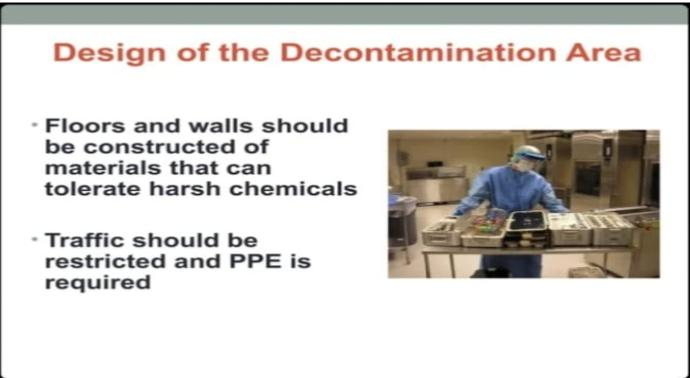 Design of the Decontamination Area
• Floors and walls should
be constructed of
materials that can
tolerate harsh chemicals
• Traffic should be
restricted and PPE is
required